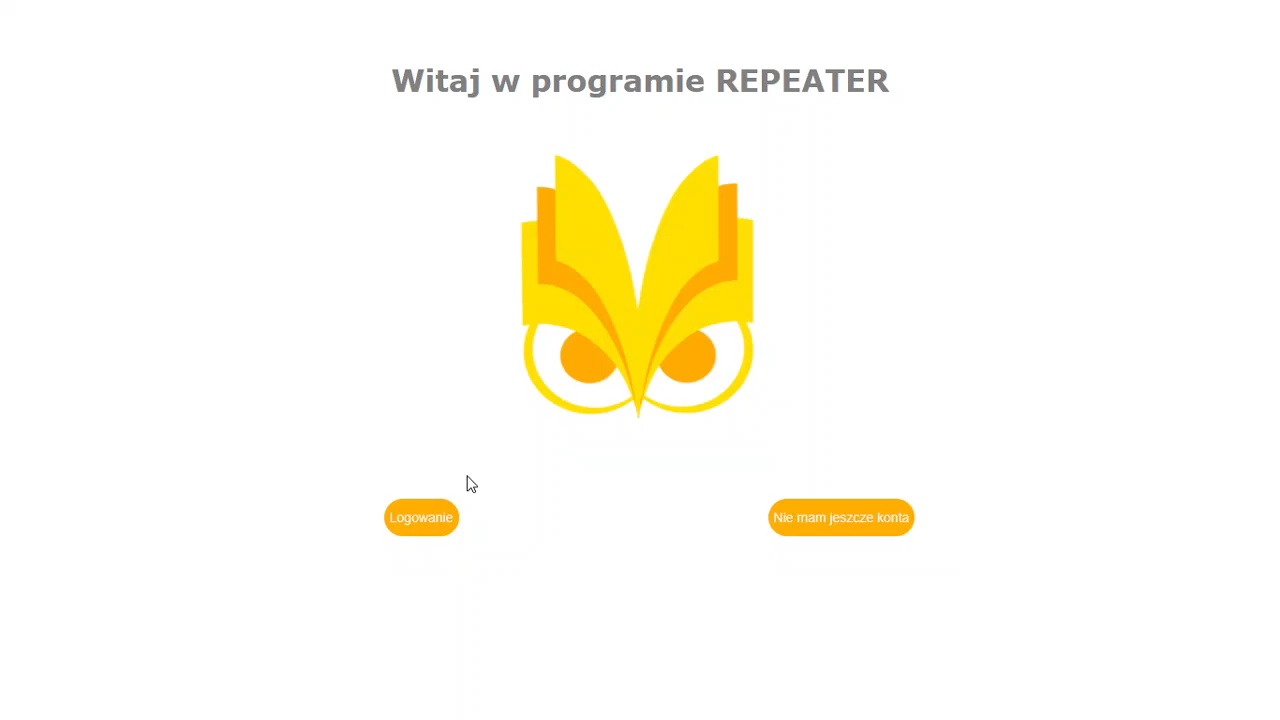 Witaj w programie REPEATER
Logowanie
Nie mam jeszcze konta